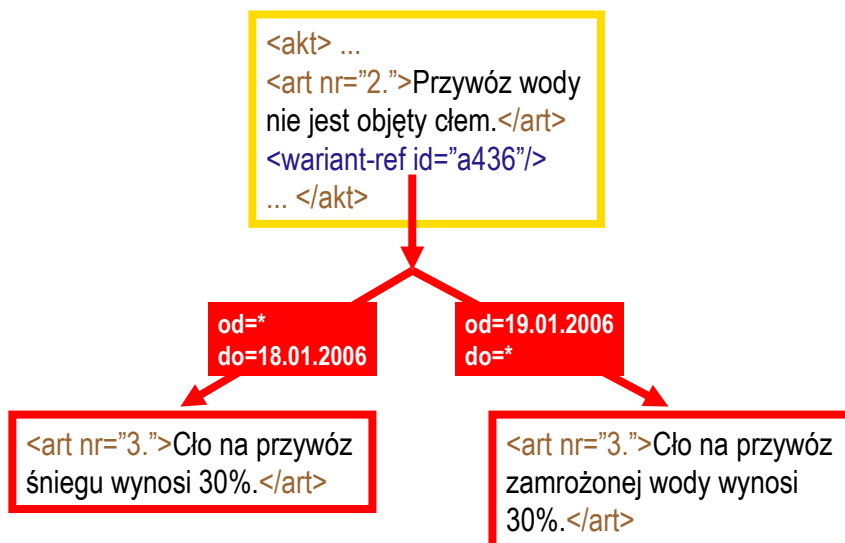 <akt> ...
<art nr=”2.”>Przywóz wody
nie jest objęty cłem.</art>
<wariant-ref id=”a436”/>
... </akt>
od=*
do=18.01.2006
od=19.01.2006
do=*
<art nr=”3.”>Cło na przywóz
śniegu wynosi 30%.</art>
<art nr=”3.”>Cło na przywóz
zamrożonej wody wynosi
30%.</art>